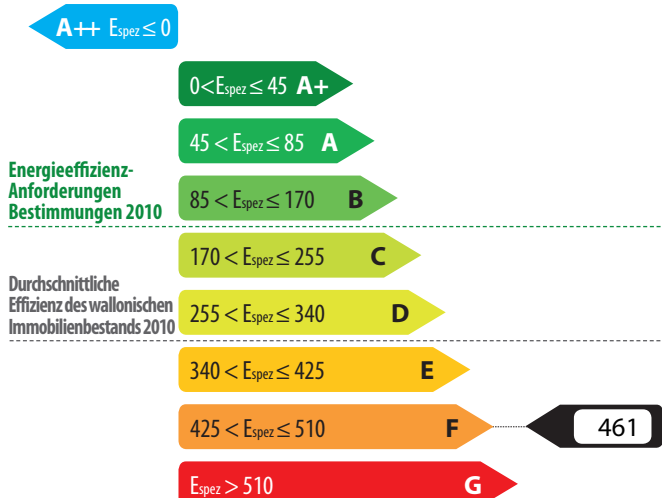 A++ Espez ≤ 0
0<Espez ≤ 45 A+
45 < Espez ≤ 85 A
Energieeffizienz-
Anforderungen
Bestimmungen 2010
85 < Espez ≤ 170 B
170 < Espez ≤ 255 C
Durchschnittliche
Effizienz des wallonischen
Immobilienbestands 2010
255 < Espez ≤ 340 D
340 < Espez ≤ 425 E
425 < Espez ≤ 510 F
461
Espez > 510 G